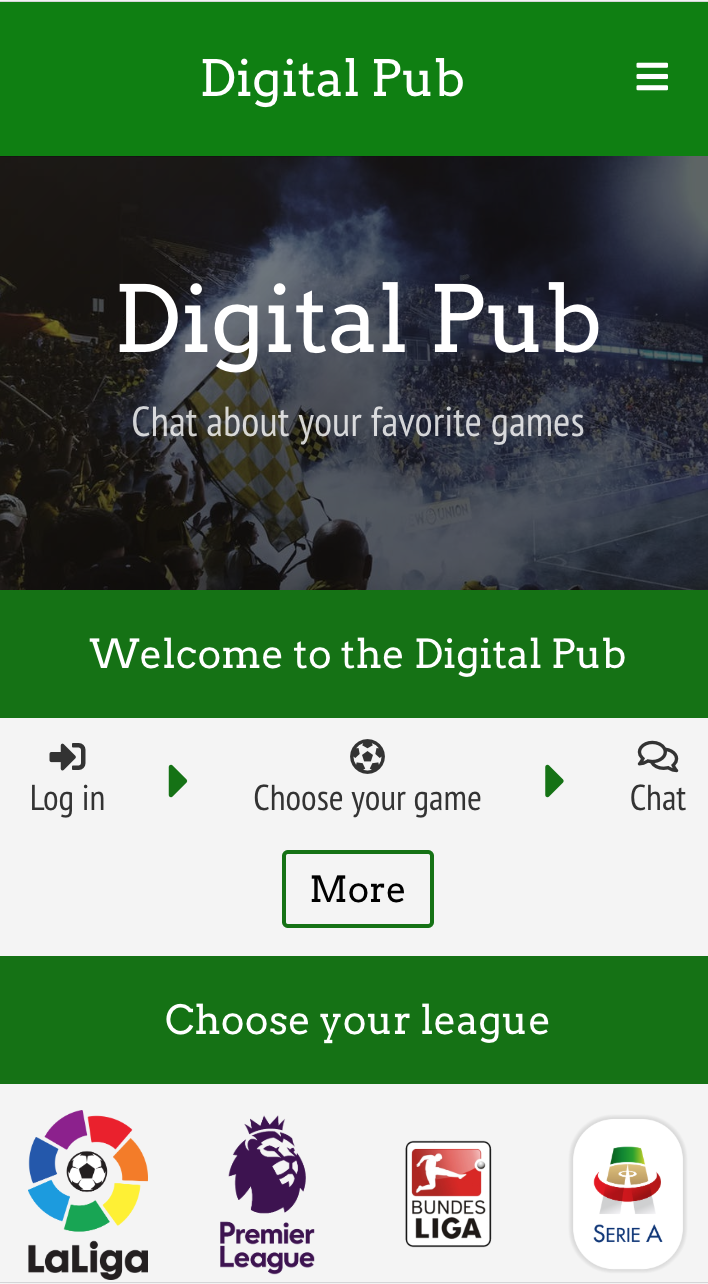 Digital Pub
Digital Pub
Chat about your favorite games
Welcome to the Digital Pub
Log in
Choose your game
Chat
More
Choose your league
LaLiga
Premier
League
BUNDES
LIGA
SERIE A